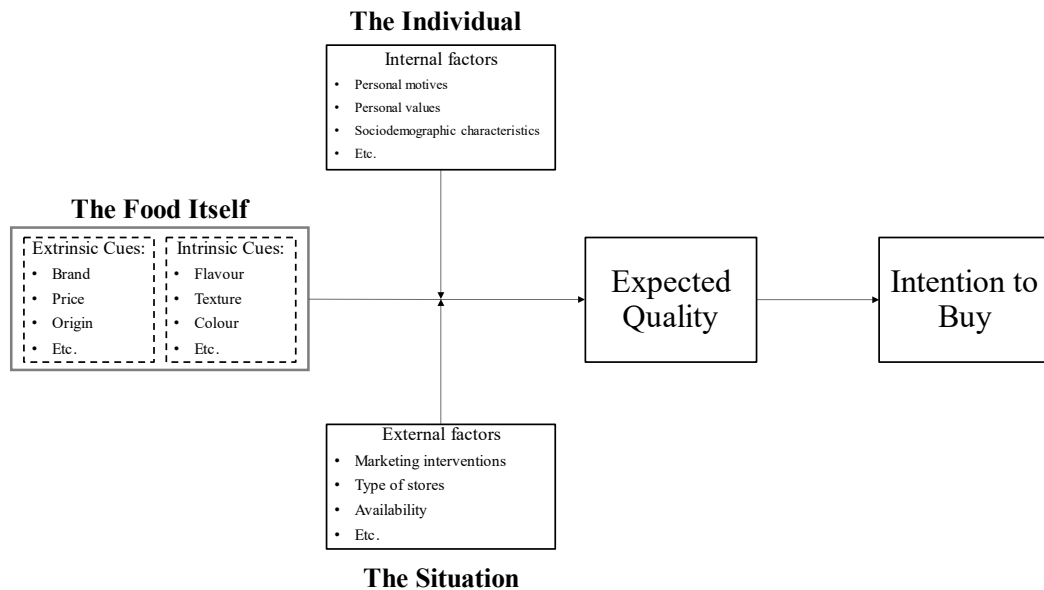 The Individual
Internal factors
• Personal motives
• Personal values
• Sociodemographic characteristics
• Etc.
The Food Itself
Extrinsic Cues:
• Brand
• Price
• Origin
• Etc.
Intrinsic Cues:
• Flavour
• Texture
• Colour
• Etc.
Expected
Quality
Intention to
Buy
External factors
• Marketing interventions
• Type of stores
• Availability
• Etc.
The Situation